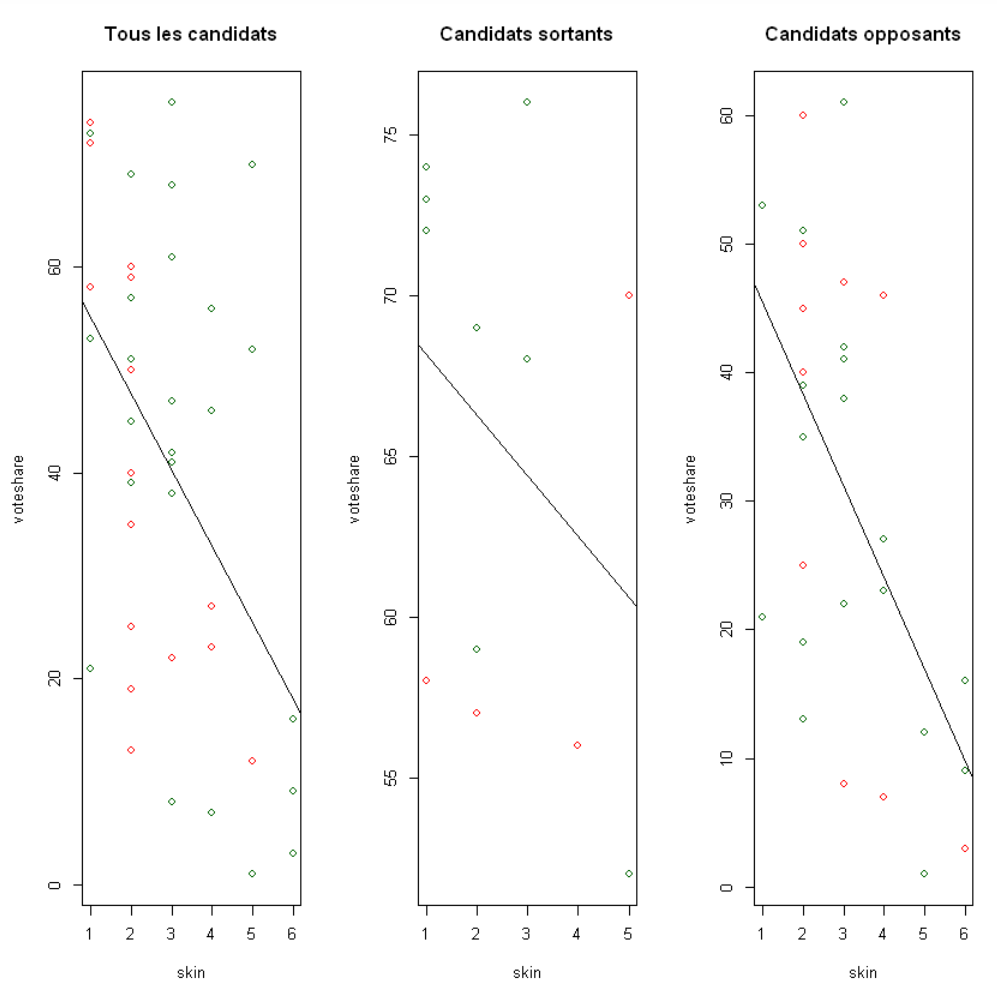 Tous les candidats
Candidats sortants
Candidats opposants
voteshare
0
20
40
60
1 2 3 4 5 6
skin
voteshare
55
60
65
70
75
1 2 3 4 5
skin
voteshare
0
10
20
30
40
50
60
1 2 3 4 5 6
skin